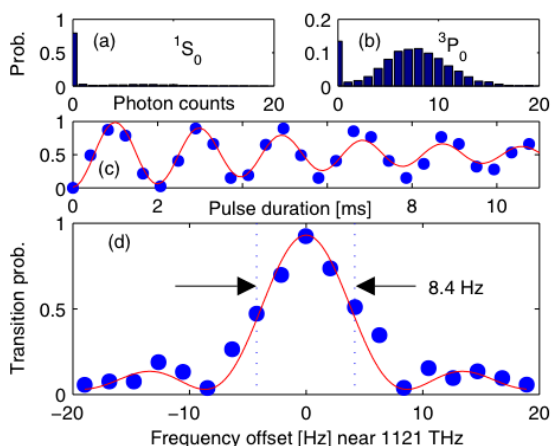 (a) ¹S₀
Prob.
1
0.5
0
0 20
Photon counts
(b) ³P₀
0.2
0.1
0
0 10 20
(c)
1
0.5
0
0 2 8 10
Pulse duration [ms]
(d)
Transition prob.
1
0.5
0
8.4 Hz
−20 −10 0 10 20
Frequency offset [Hz] near 1121 THz